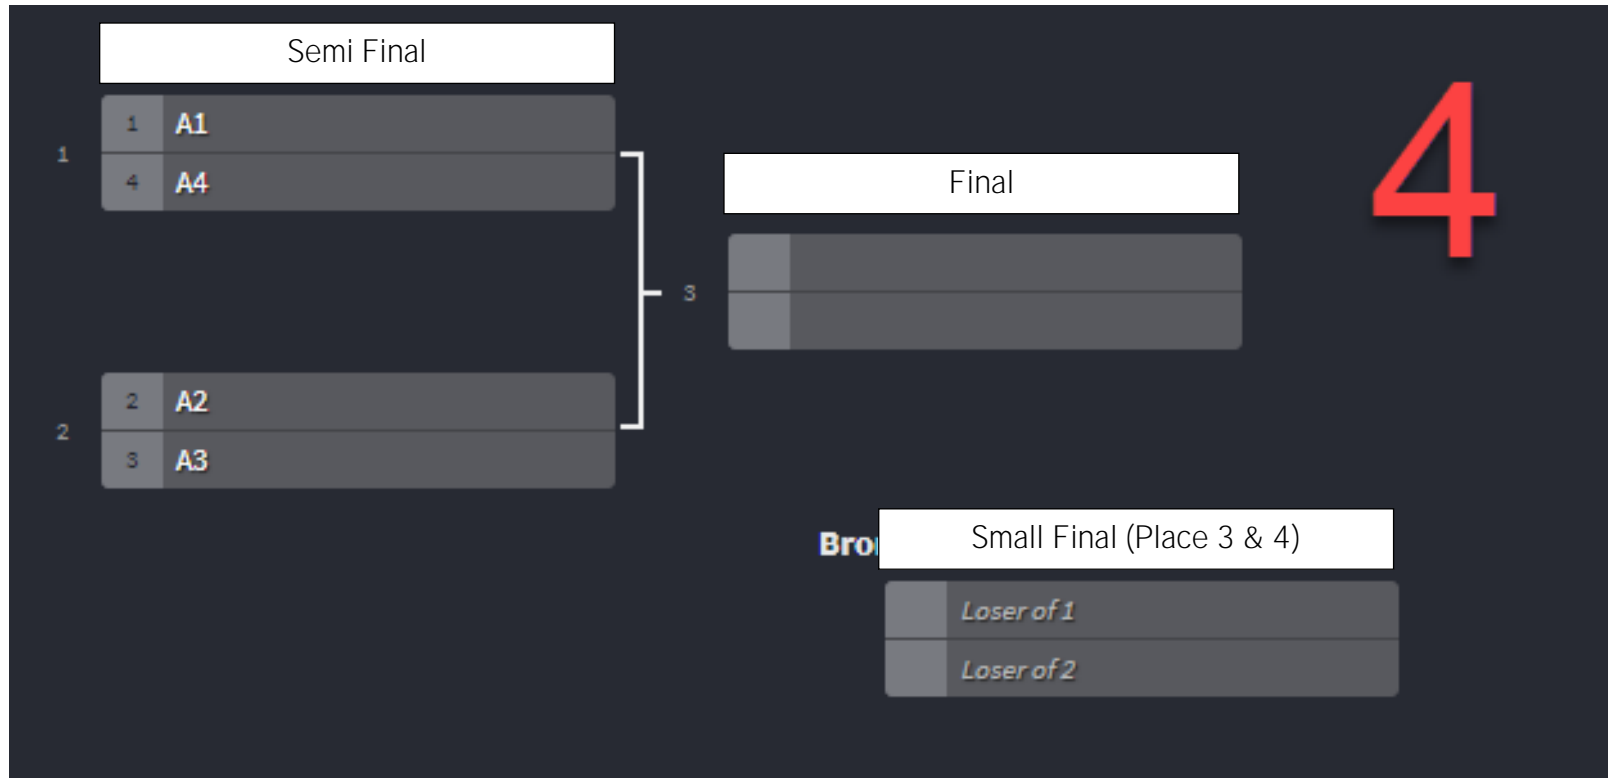 Semi Final
1
1 A1
4 A4
4
Final
3
2
2 A2
3 A3
Bro
Small Final (Place 3 & 4)
Loser of 1
Loser of 2